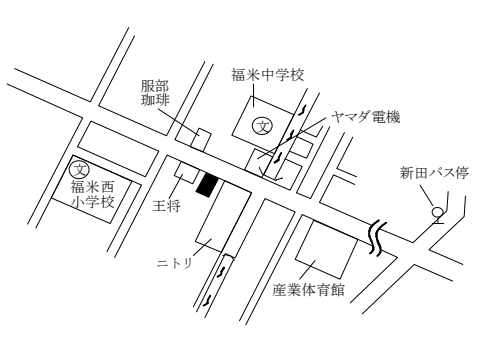 福米中学校
服部
珈琲
ヤマダ電機
文
文
新田バス停
福米西
小学校
王将
ニトリ
産業体育館